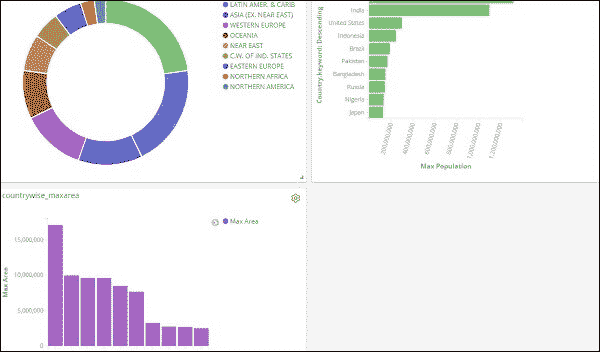 LATIN AMER. & CARIB
ASIA (EX. NEAR EAST)
WESTERN EUROPE
OCEANIA
NEAR EAST
C.W. OF IND. STATES
EASTERN EUROPE
NORTHERN AFRICA
NORTHERN AMERICA
Country.keyword: Descending
India
United States
Indonesia
Brazil
Pakistan
Bangladesh
Russia
Nigeria
Japan
200,000,000
400,000,000
600,000,000
800,000,000
1,000,000,000
1,200,000,000
Max Population
countrywise_maxarea
Max Area
Max Area
15,000,000
10,000,000
5,000,000
0